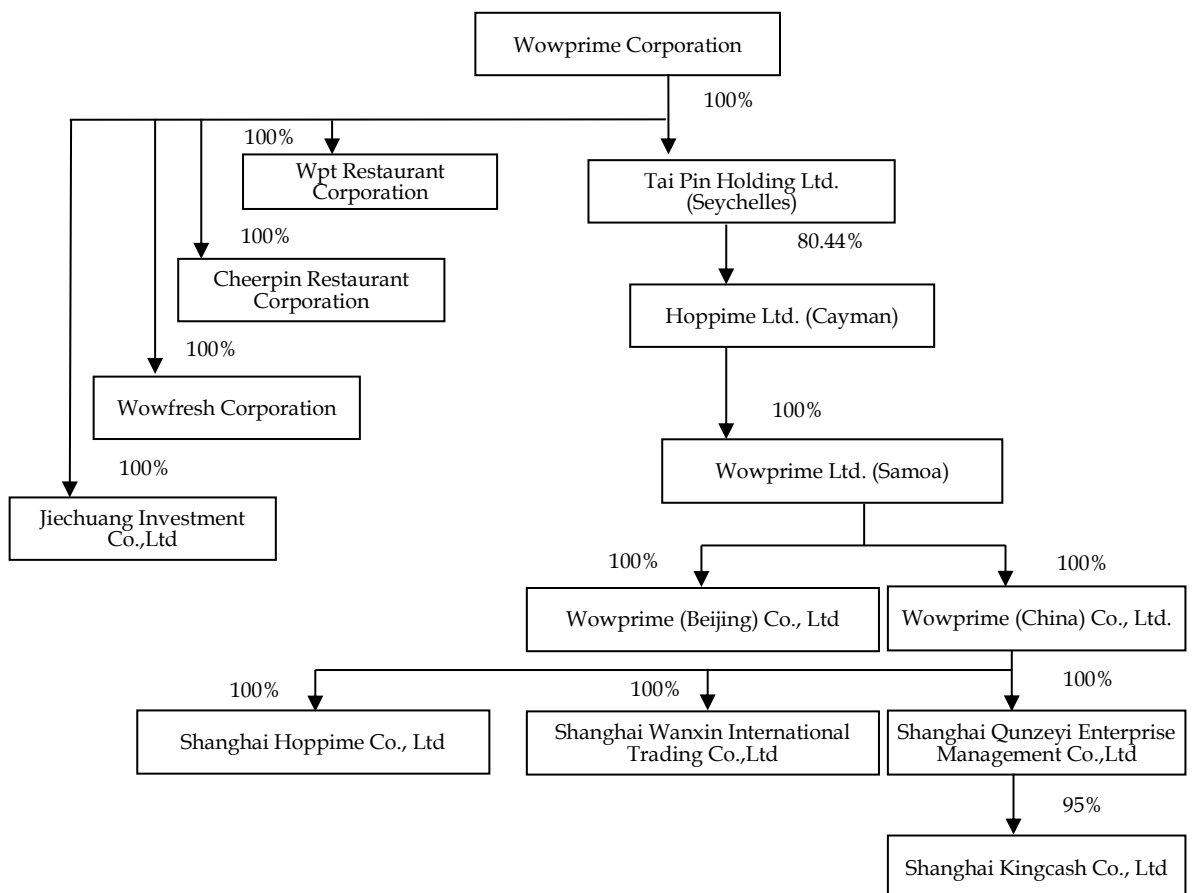 Wowprime Corporation
100%
100%
Wpt Restaurant
Corporation
Tai Pin Holding Ltd.
(Seychelles)
100%
80.44%
Cheerpin Restaurant
Corporation
Hoppime Ltd. (Cayman)
100%
Wowfresh Corporation
100%
100%
Wowprime Ltd. (Samoa)
Jiechuang Investment
Co.,Ltd
100%
100%
Wowprime (Beijing) Co., Ltd
Wowprime (China) Co., Ltd.
100%
100%
100%
Shanghai Hoppime Co., Ltd
Shanghai Wanxin International
Trading Co.,Ltd
Shanghai Qunzeyi Enterprise
Management Co.,Ltd
95%
Shanghai Kingcash Co., Ltd